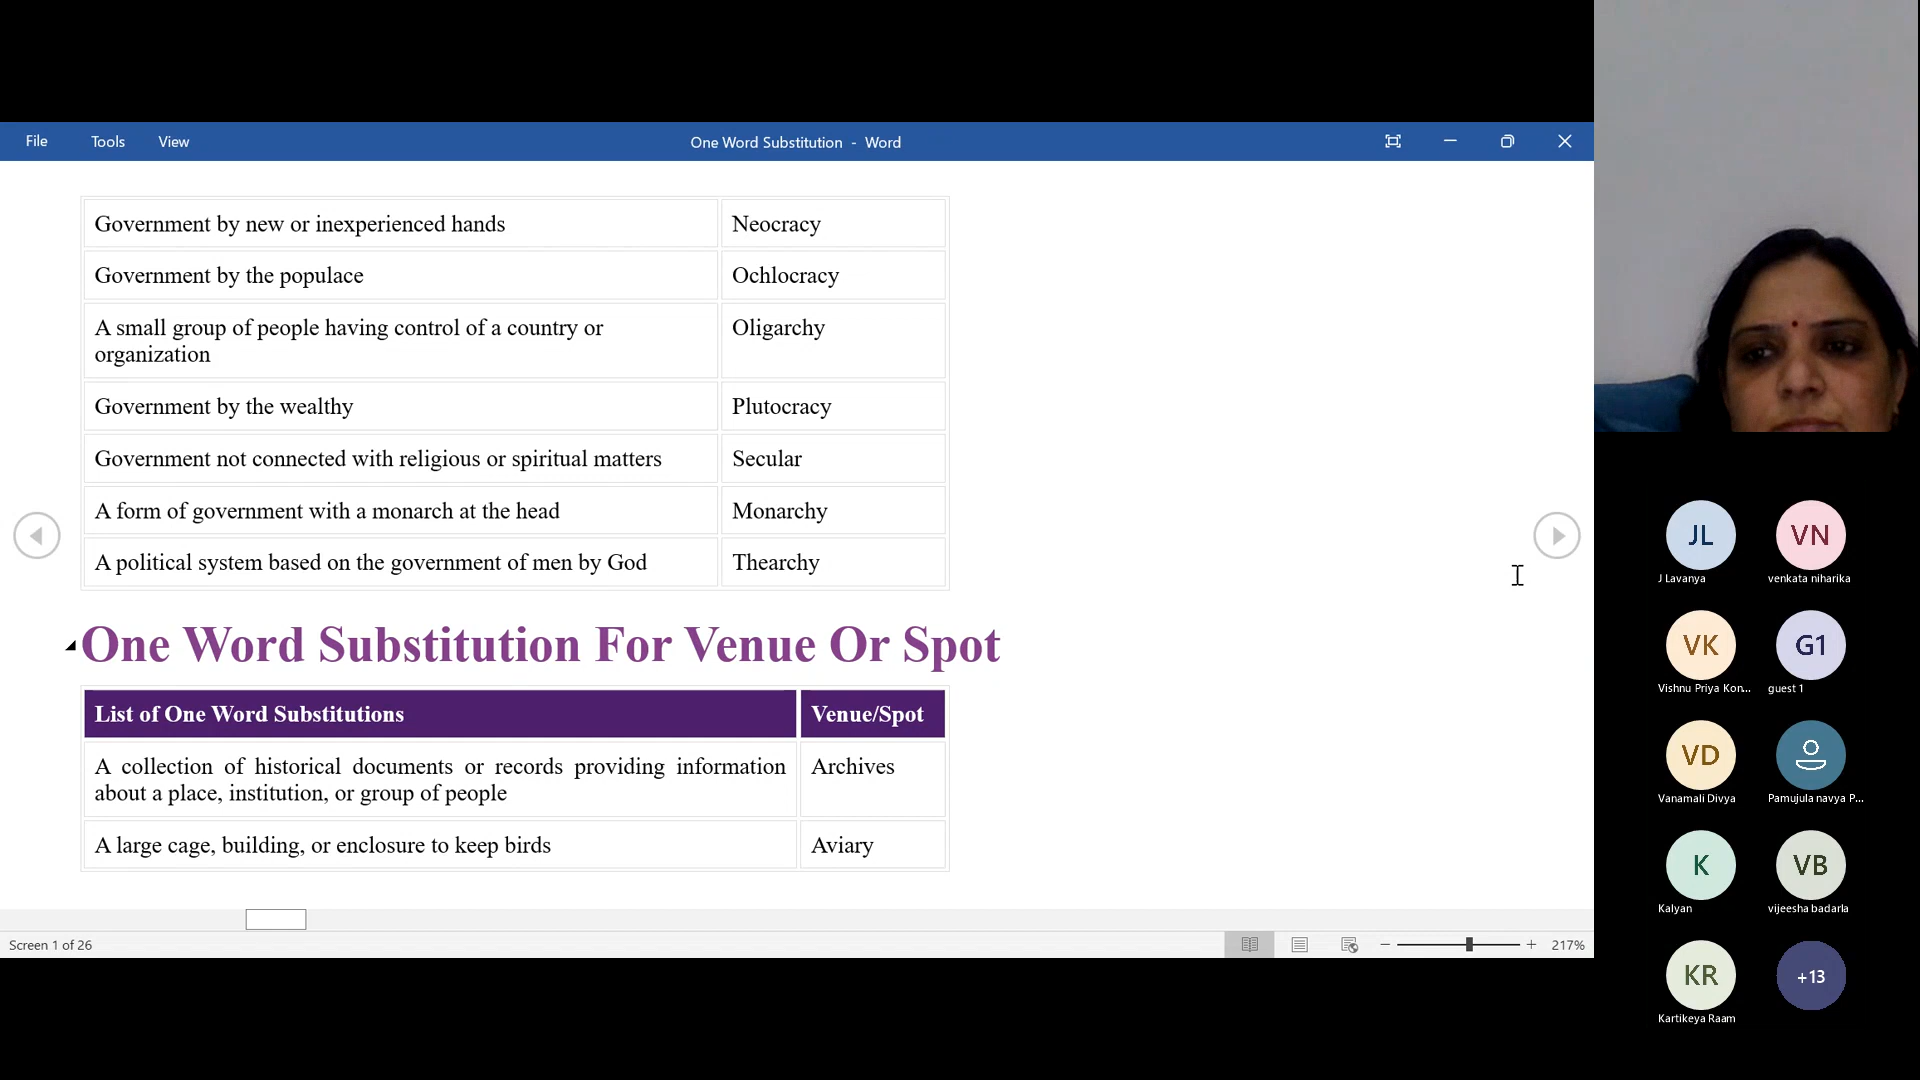 File Tools View One Word Substitution - Word
Government by new or inexperienced hands Neocracy
Government by the populace Ochlocracy
A small group of people having control of a country or Oligarchy
organization
Government by the wealthy Plutocracy
Government not connected with religious or spiritual matters Secular
A form of government with a monarch at the head Monarchy
A political system based on the government of men by God Thearchy
One Word Substitution For Venue Or Spot
List of One Word Substitutions Venue/Spot
A collection of historical documents or records providing information Archives
about a place, institution, or group of people
A large cage, building, or enclosure to keep birds Aviary
Screen 1 of 26 217%
JL VN
J Lavanya venkata niharika
VK G1
Vishnu Priya Kon... guest 1
VD
Vanamali Divya Pamujula navya P...
K VB
Kalyan vijeesha badarla
KR +13
Kartikeya Raam